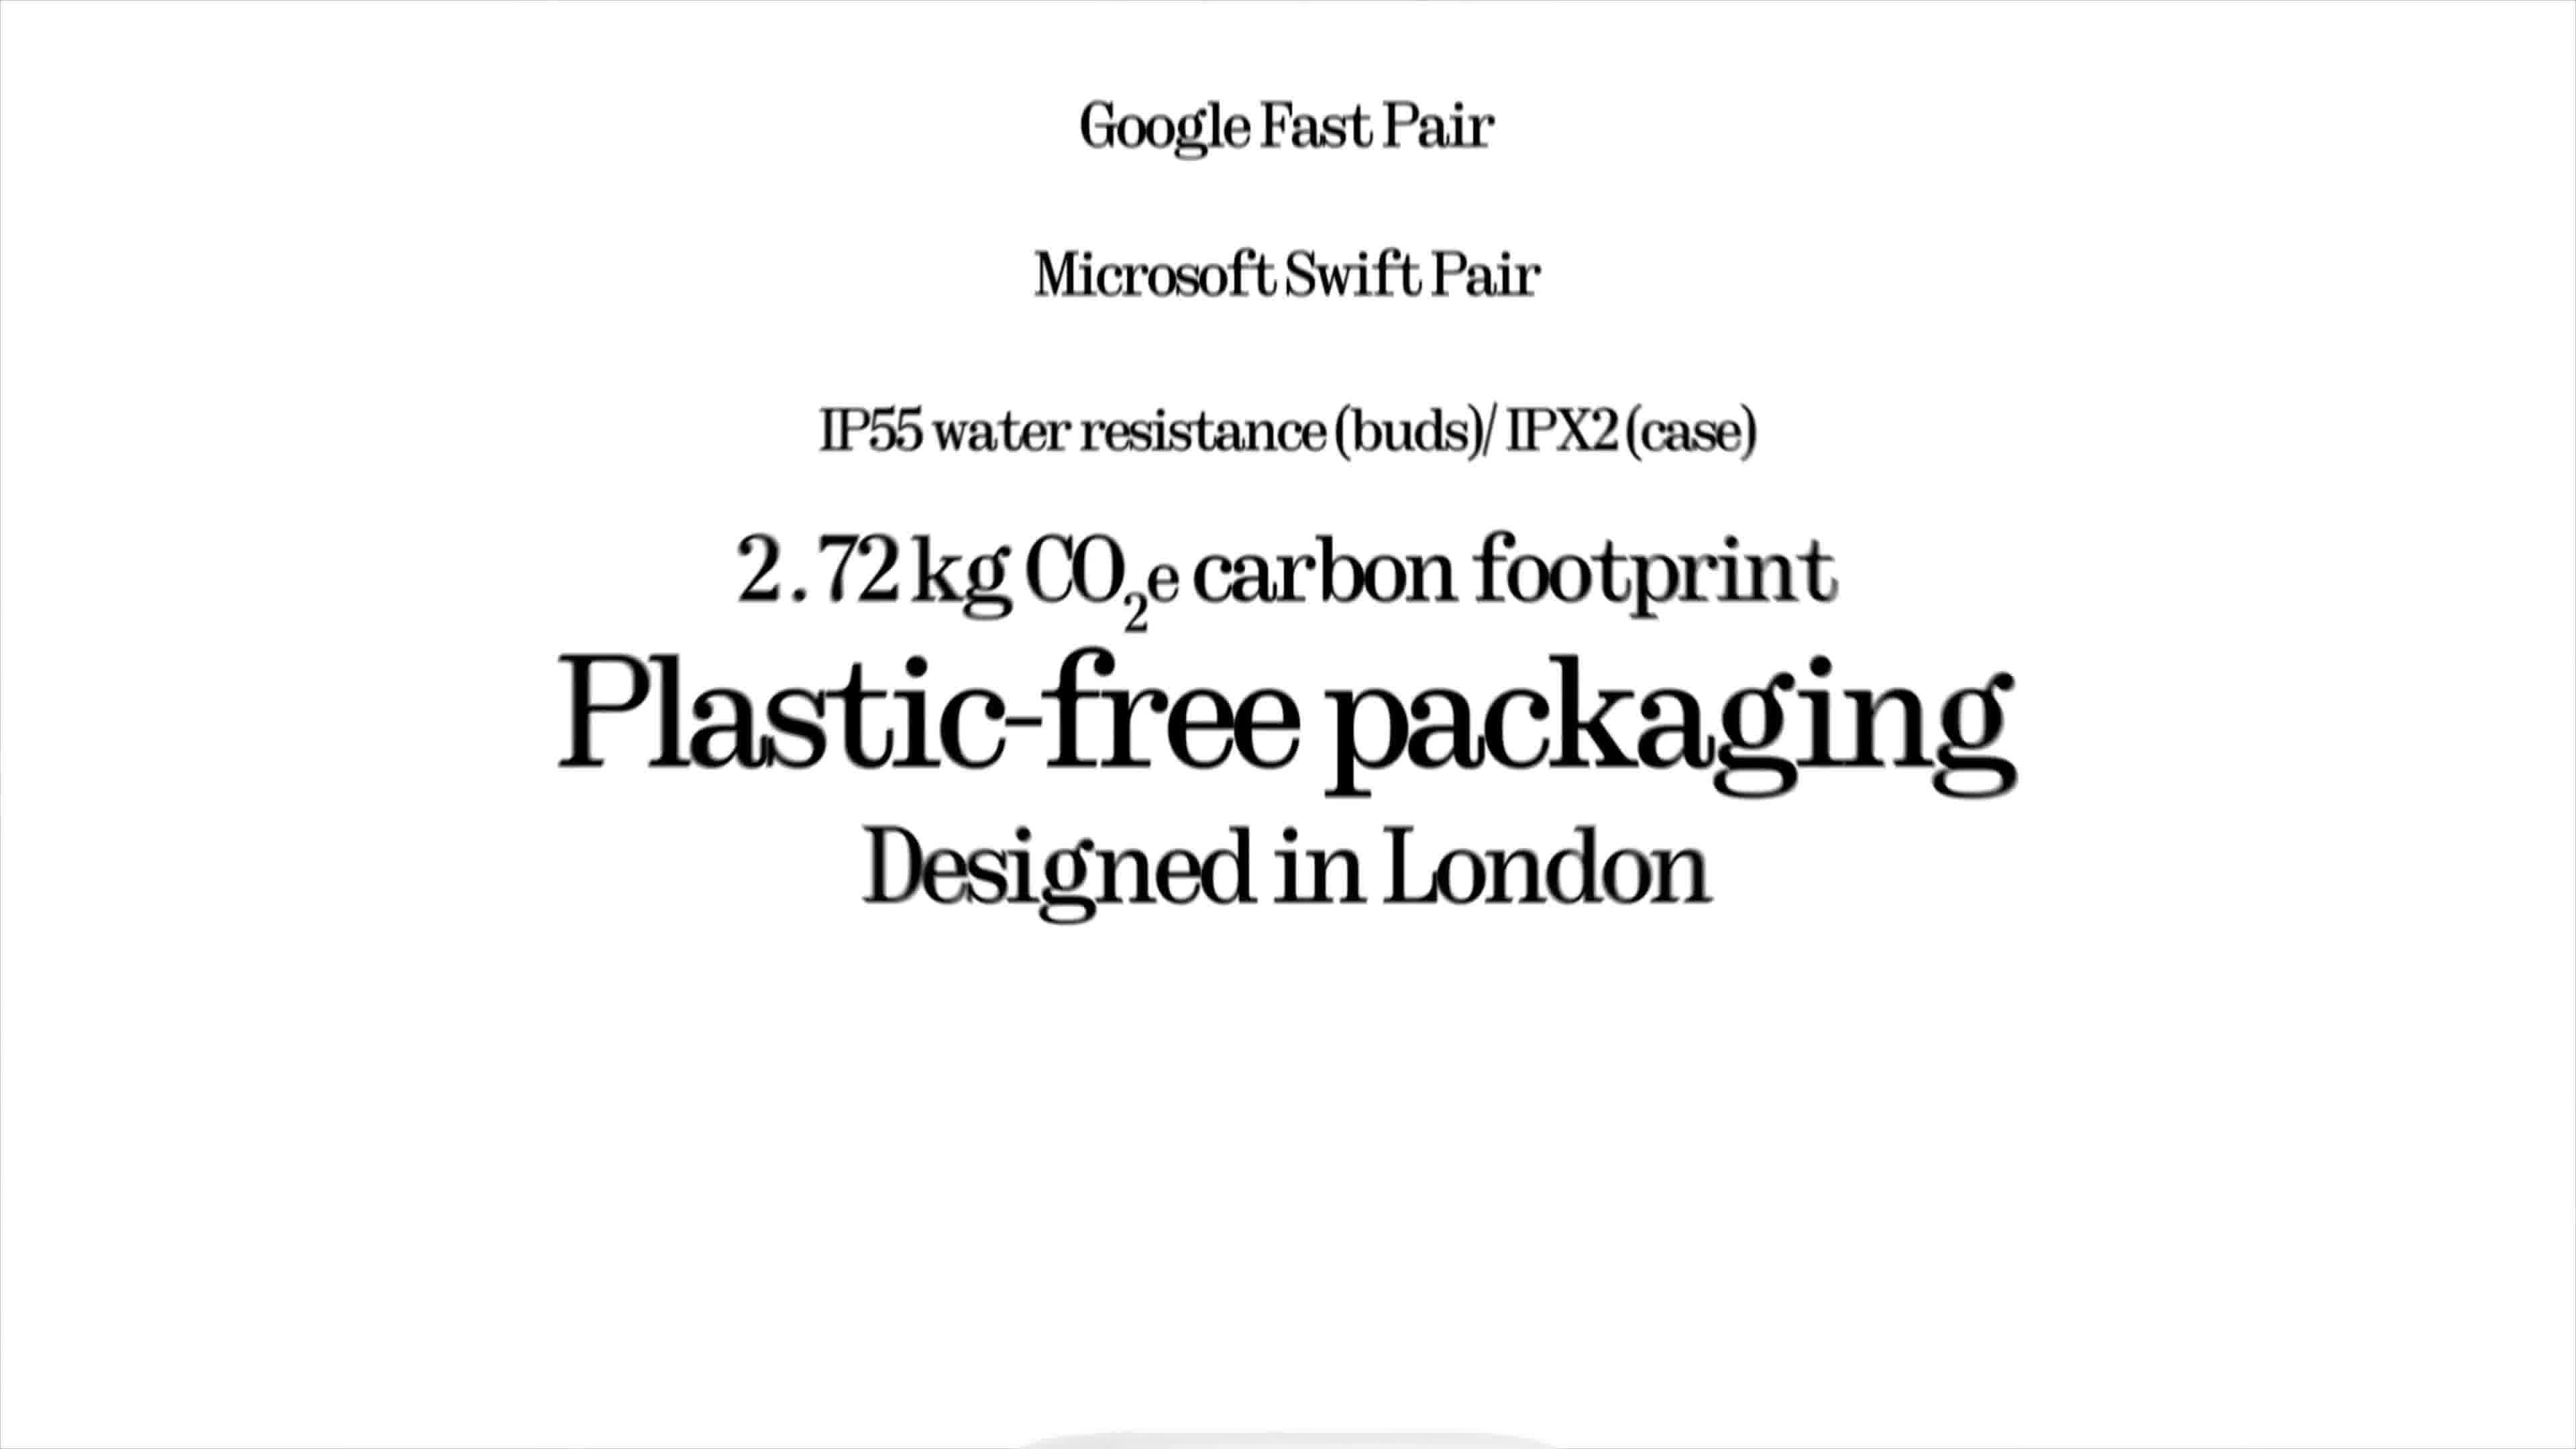 Google Fast Pair
Microsoft Swift Pair
IP55 water resistance (buds)/ IPX2 (case)
2.72 kg CO₂e carbon footprint
Plastic-free packaging
Designed in London